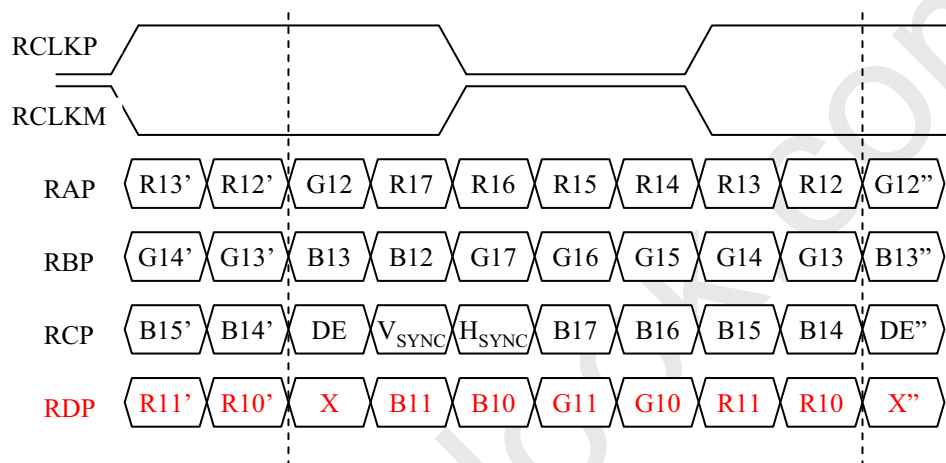 RCLKP
RCLKM
RAP R13’ R12’ G12 R17 R16 R15 R14 R13 R12 G12”
RBP G14’ G13’ B13 B12 G17 G16 G15 G14 G13 B13”
RCP B15’ B14’ DE VSYNC HSYNC B17 B16 B15 B14 DE”
RDP R11’ R10’ X B11 B10 G11 G10 R11 R10 X”